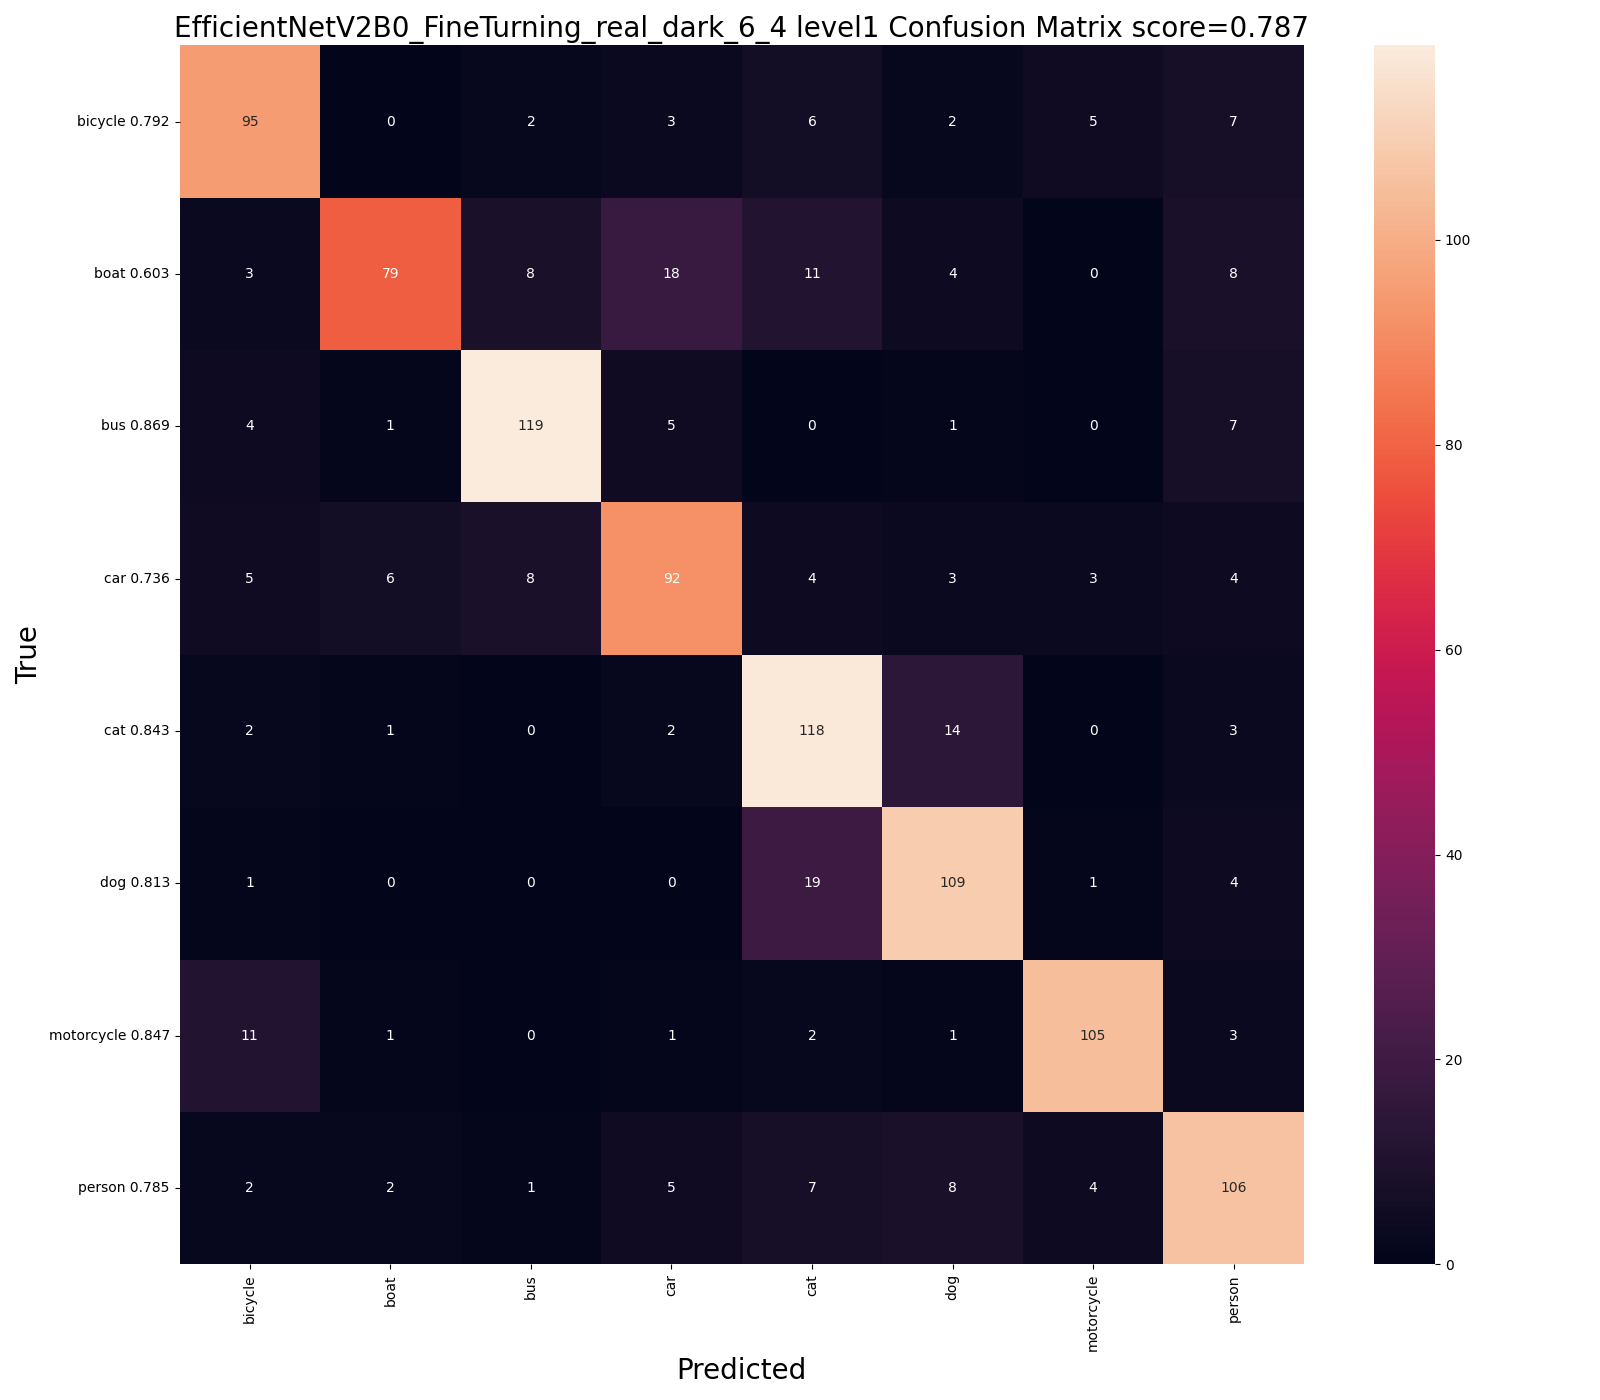 EfficientNetV2B0_FineTurning_real_dark_6_4 level1 Confusion Matrix score=0.787
True
bicycle 0.792 95 0 2 3 6 2 5 7
boat 0.603 3 79 8 18 11 4 0 8
bus 0.869 4 1 119 5 0 1 0 7
car 0.736 5 6 8 92 4 3 3 4
cat 0.843 2 1 0 2 118 14 0 3
dog 0.813 1 0 0 0 19 109 1 4
motorcycle 0.847 11 1 0 1 2 1 105 3
person 0.785 2 2 1 5 7 8 4 106
bicycle boat bus car cat dog motorcycle person
Predicted
100
80
60
40
20
0